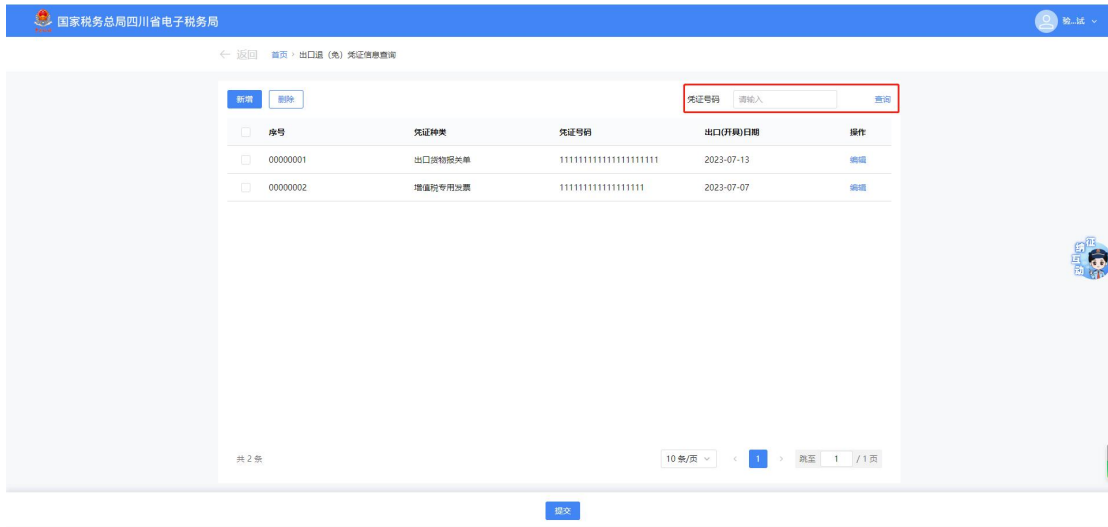 国家税务总局四川省电子税务局
验...试
返回 首页 › 出口退（免）凭证信息查询
新增 删除 凭证号码 请输入 查询
序号 凭证种类 凭证号码 出口(开具)日期 操作
00000001 出口货物报关单 2023-07-13 编辑
00000002 增值税专用发票 2023-07-07 编辑
征纳互动
共 2 条 10 条/页 ‹ 1 › 跳至 1 / 1 页
提交